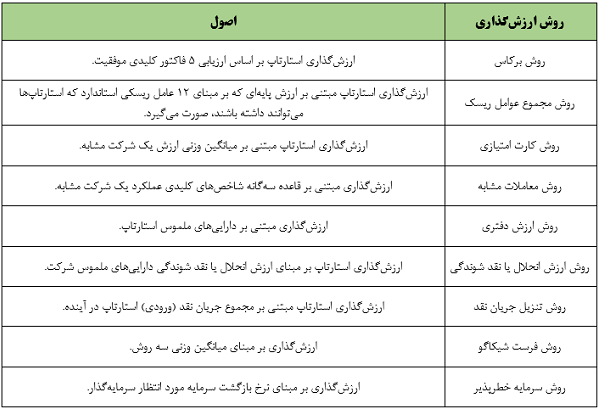 روش ارزش‌گذاری	اصول
روش برکاس	ارزش‌گذاری استارتاپ بر اساس ارزیابی ۵ فاکتور کلیدی موفقیت.
روش مجموع عوامل ریسک	ارزش‌گذاری استارتاپ مبتنی بر ارزش پایه‌ای که بر مبنای ۱۲ عامل ریسکی استاندارد که استارتاپ‌ها
می‌توانند داشته باشند، صورت می‌گیرد.
روش کارت امتیازی	ارزش‌گذاری استارتاپ مبتنی بر میانگین وزنی ارزش یک شرکت مشابه.
روش معاملات مشابه	ارزش‌گذاری مبتنی بر قاعده سه‌گانه شاخص‌های کلیدی عملکرد یک شرکت مشابه.
روش ارزش دفتری	ارزش‌گذاری مبتنی بر دارایی‌های ملموس استارتاپ.
روش ارزش انحلال یا نقد شوندگی	ارزش‌گذاری استارتاپ بر مبنای ارزش انحلال یا نقد شوندگی دارایی‌های ملموس شرکت.
روش تنزیل جریان نقد	ارزش‌گذاری استارتاپ مبتنی بر مجموع جریان نقد (ورودی) استارتاپ در آینده.
روش فرست شیکاگو	ارزش‌گذاری بر مبنای میانگین وزنی سه روش.
روش سرمایه خطرپذیر	ارزش‌گذاری بر مبنای نرخ بازگشت سرمایه مورد انتظار سرمایه‌گذار.